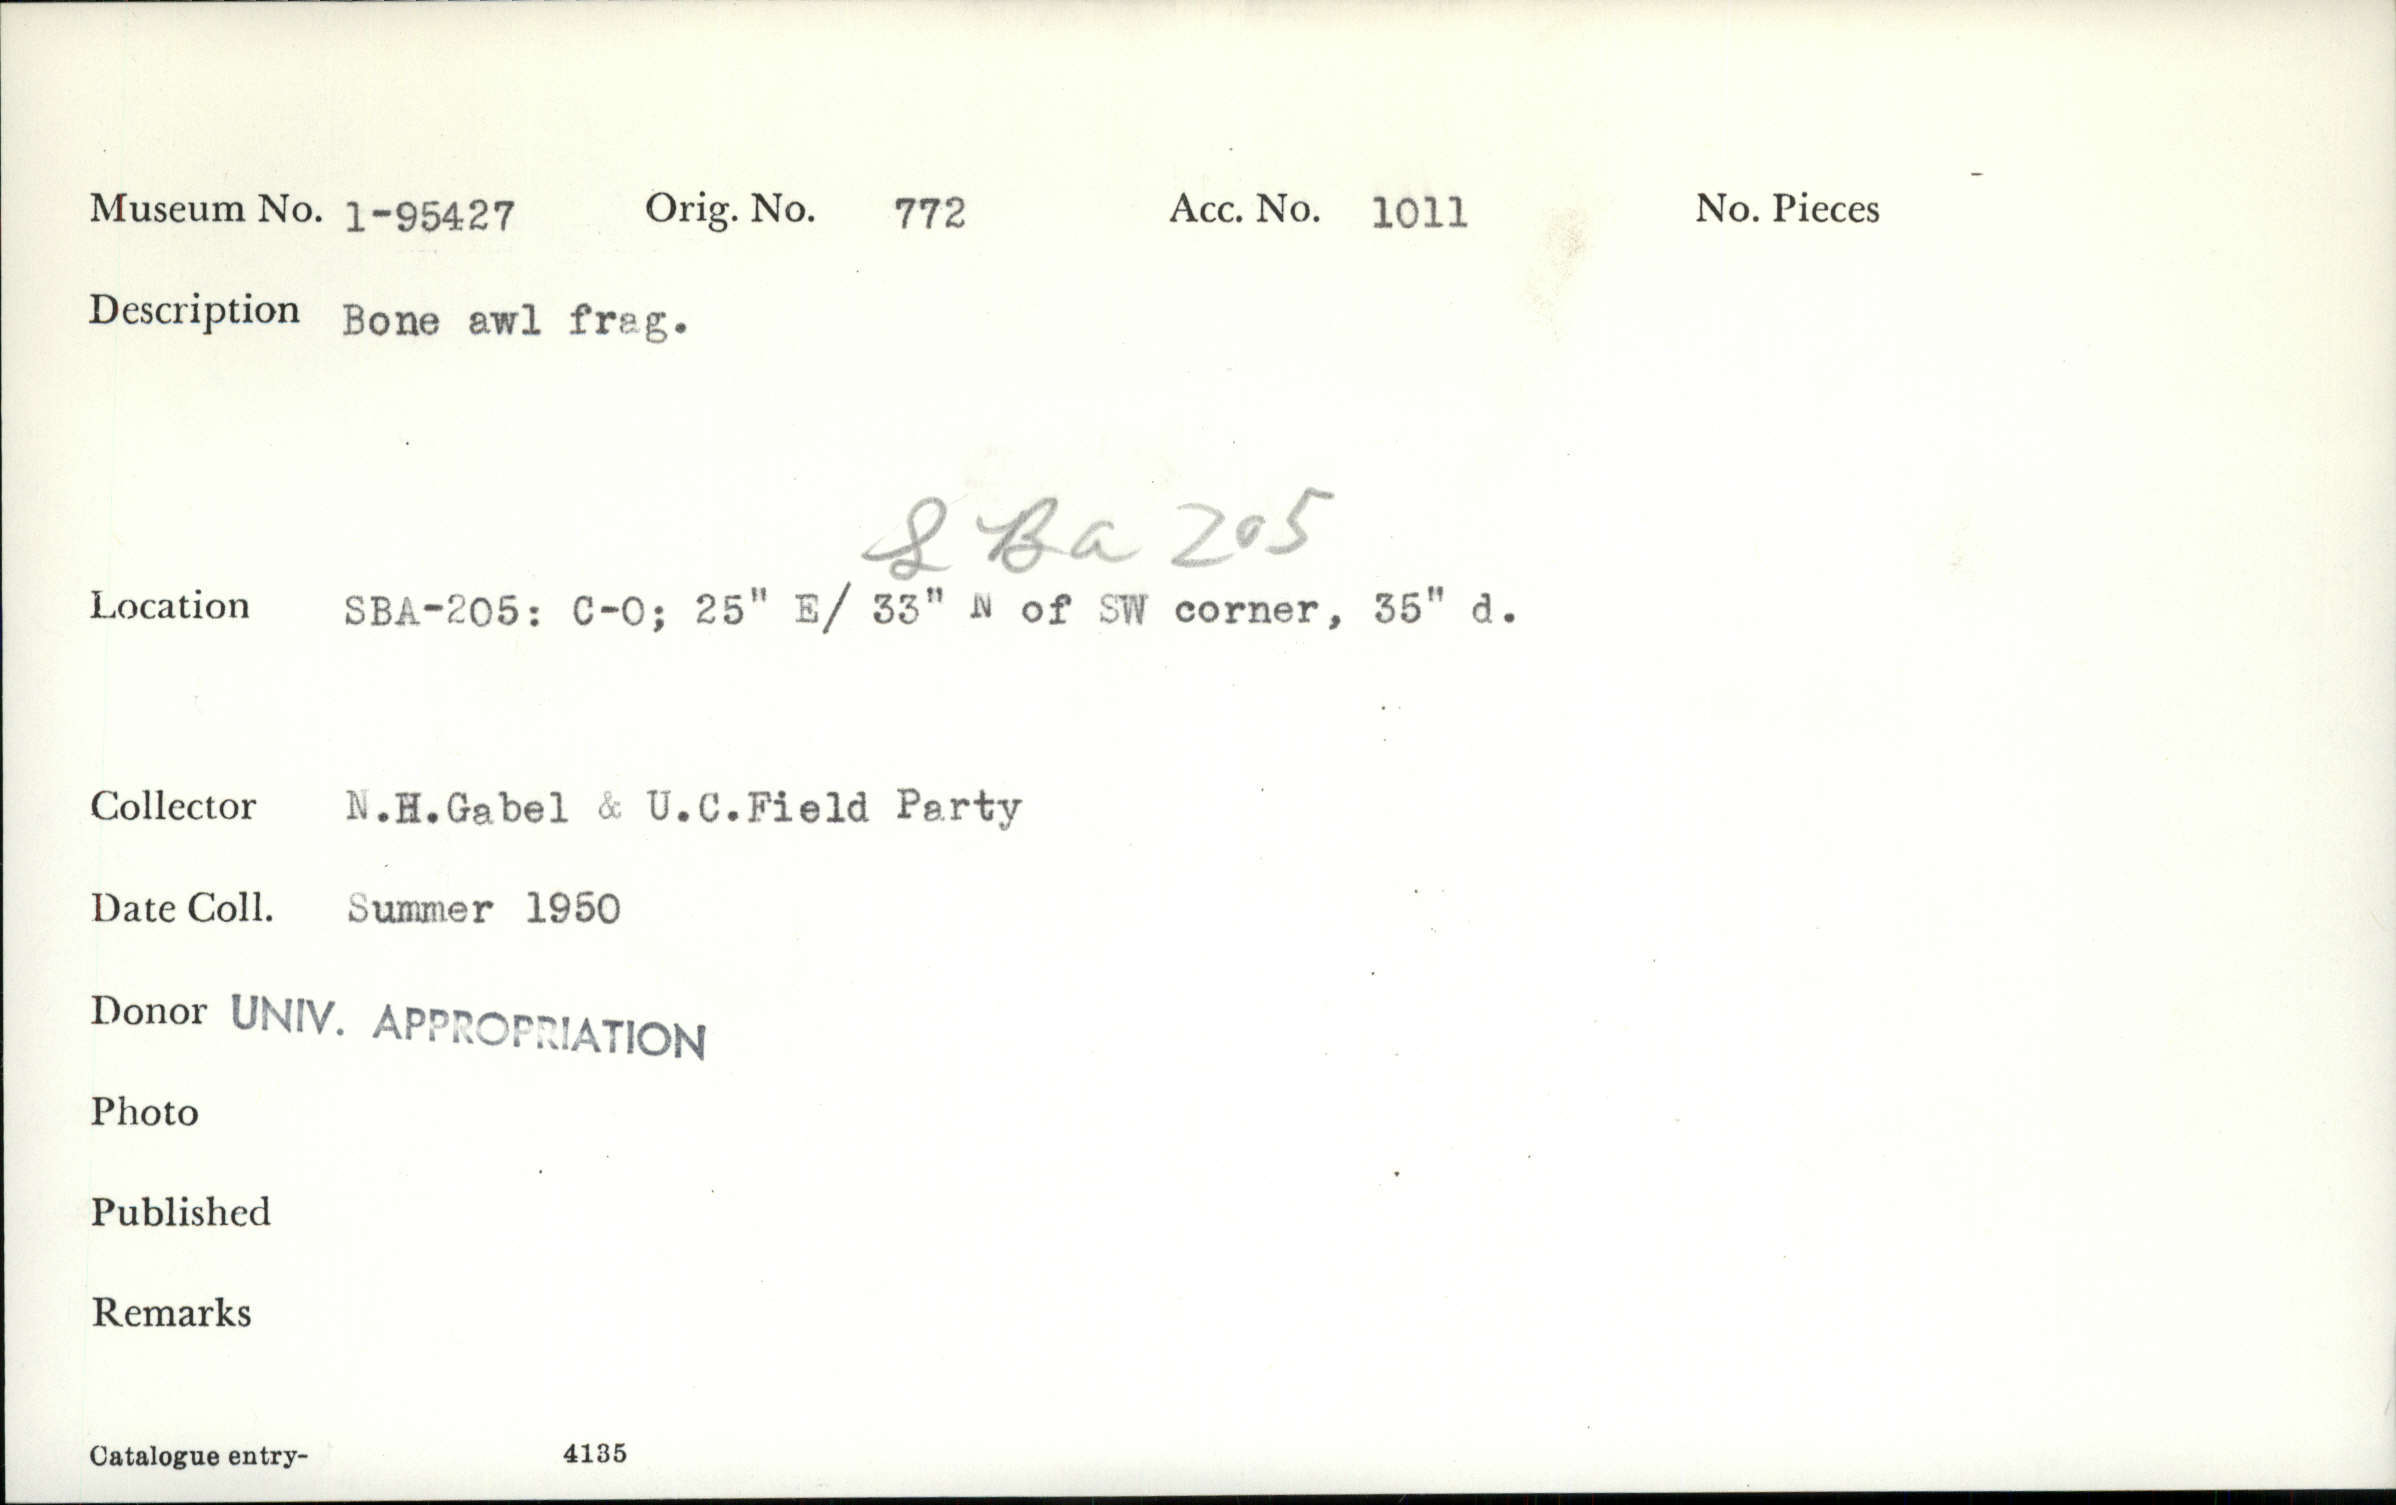 Museum No. 1-95427 Orig. No. 772 Acc. No. 1011 No. Pieces
Description Bone awl frag.
SBa 205
Location SBA-205: C-0; 25" E/ 33" N of SW corner, 35" d.
Collector N.H.Gabel & U.C.Field Party
Date Coll. Summer 1950
Donor UNIV. APPROPRIATION
Photo
Published
Remarks
Catalogue entry- 4135